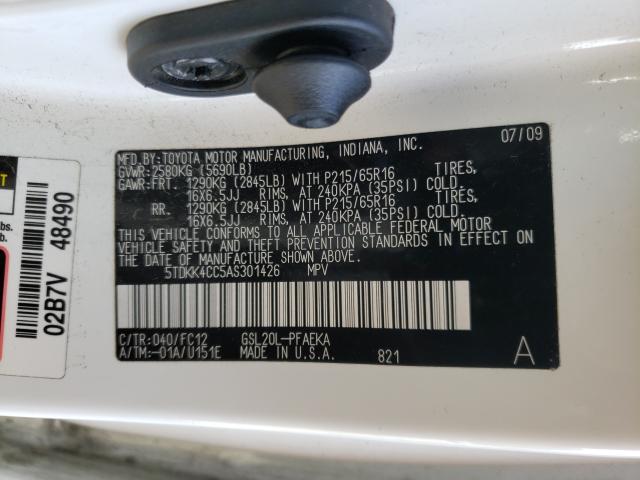 MFD.BY:TOYOTA MOTOR MANUFACTURING, INDIANA, INC. 07/09
GVWR:2580KG (5690LB)
GAWR:FRT. 1290KG (2845LB) WITH P215/65R16 TIRES,
16X6.5JJ RIMS, AT 240KPA (35PSI) COLD.
RR. 1290KG (2845LB) WITH P215/65R16 TIRES,
16X6.5JJ RIMS, AT 240KPA (35PSI) COLD.
THIS VEHICLE CONFORMS TO ALL APPLICABLE FEDERAL MOTOR
VEHICLE SAFETY AND THEFT PREVENTION STANDARDS IN EFFECT ON
THE DATE OF MANUFACTURE SHOWN ABOVE.
5TDKK4CC5AS301426 MPV
C/TR:040/FC12 GSL20L-PFAEKA
A/TM:-01A/U151E MADE IN U.S.A. 821 A
02B7V 48490